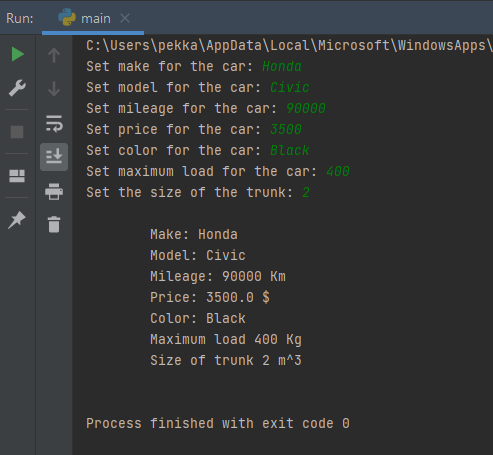 Run: main
C:\Users\pekka\AppData\Local\Microsoft\WindowsApps\
Set make for the car: Honda
Set model for the car: Civic
Set mileage for the car: 90000
Set price for the car: 3500
Set color for the car: Black
Set maximum load for the car: 400
Set the size of the trunk: 2
Make: Honda
Model: Civic
Mileage: 90000 Km
Price: 3500.0 $
Color: Black
Maximum load 400 Kg
Size of trunk 2 m^3
Process finished with exit code 0